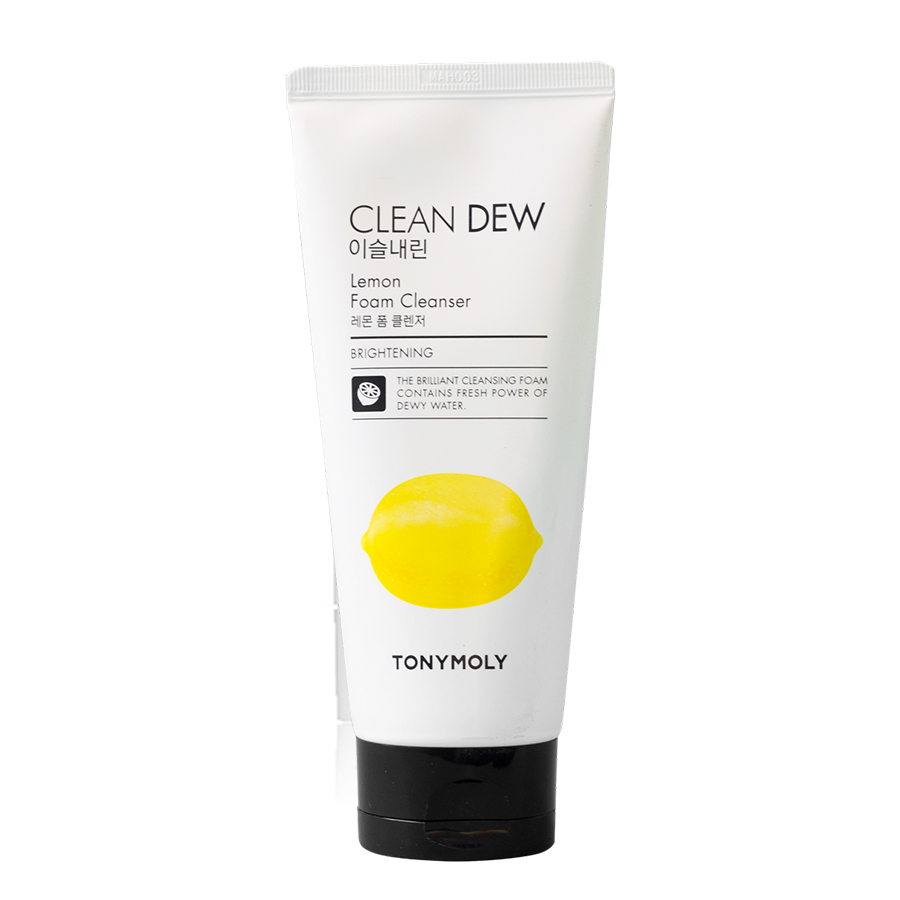 MAH003
CLEAN DEW
이슬내린
Lemon
Foam Cleanser
레몬 폼 클렌저
BRIGHTENING
THE BRILLIANT CLEANSING FOAM
CONTAINS FRESH POWER OF
DEWY WATER.
TONYMOLY